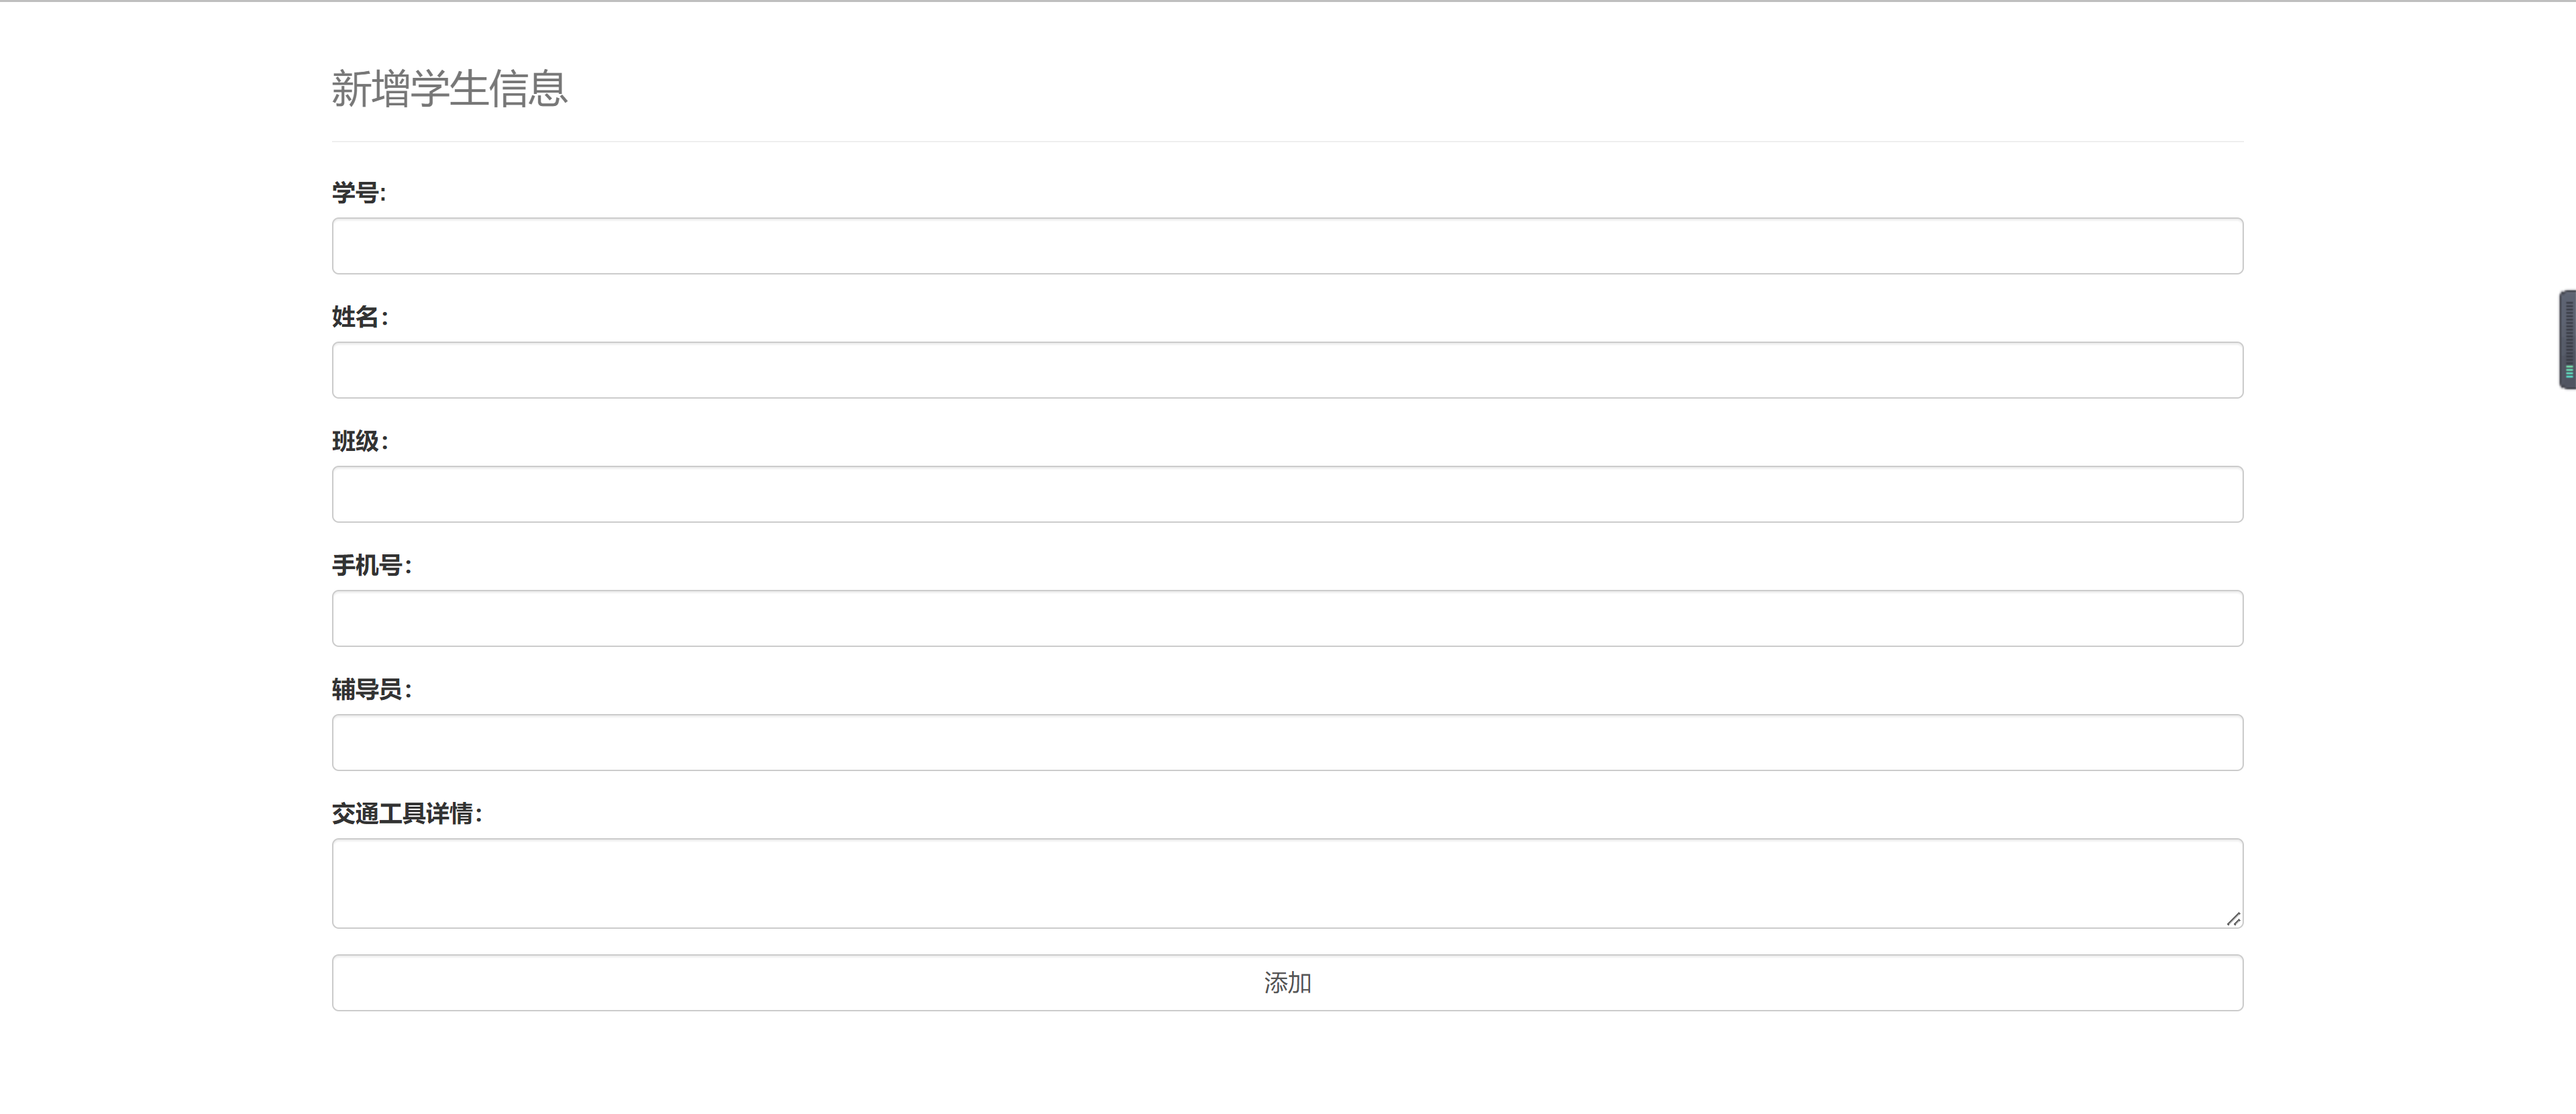 新增学生信息
学号:
姓名：
班级：
手机号：
辅导员：
交通工具详情：
添加